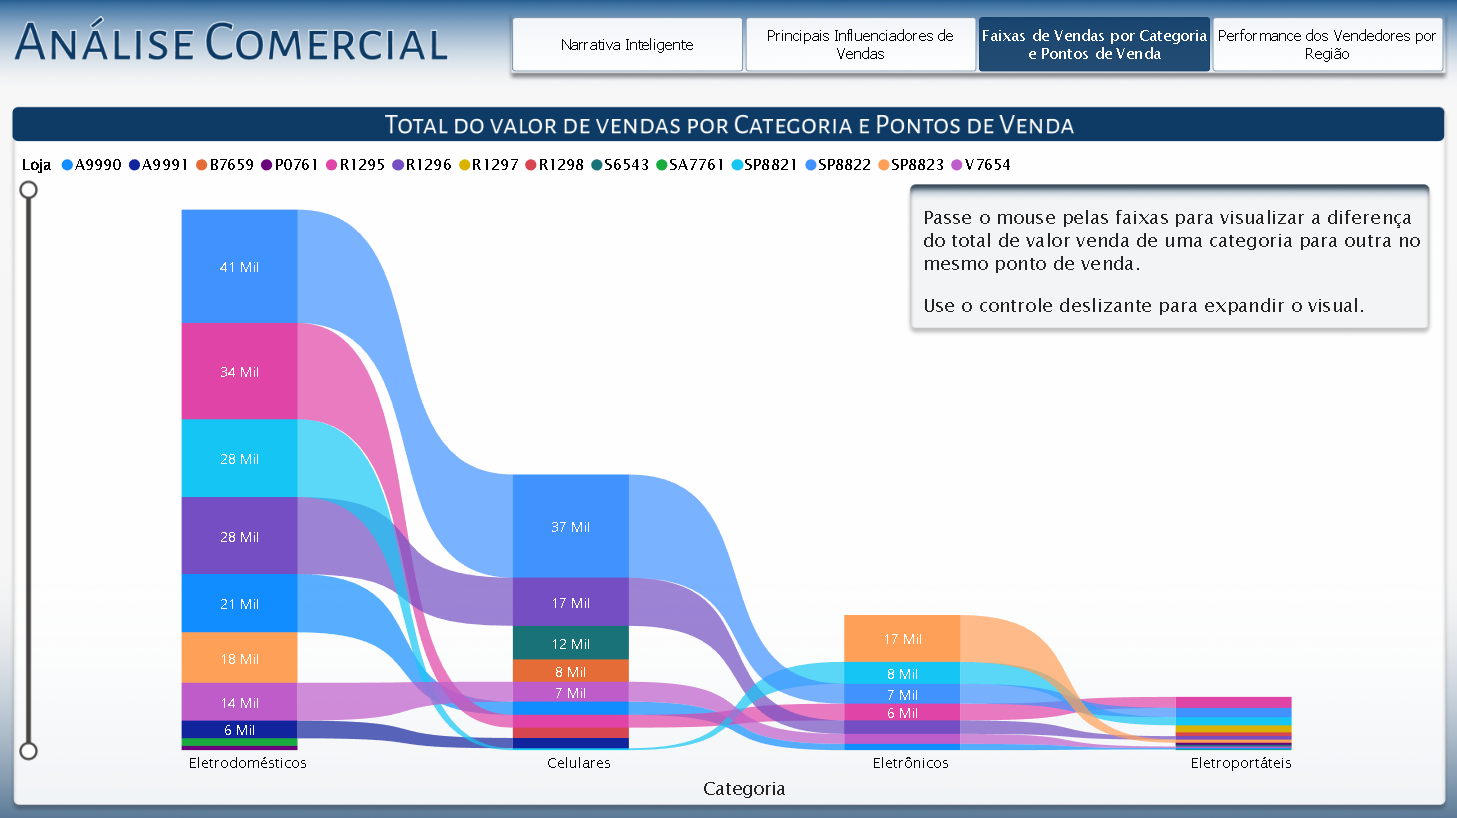 Análise Comercial
Narrativa Inteligente
Principais Influenciadores de
Vendas
Faixas de Vendas por Categoria
e Pontos de Venda
Performance dos Vendedores por
Região
Total do valor de vendas por Categoria e Pontos de Venda
Loja A9990 A9991 B7659 P0761 R1295 R1296 R1297 R1298 S6543 SA7761 SP8821 SP8822 SP8823 V7654
Passe o mouse pelas faixas para visualizar a diferença
do total de valor venda de uma categoria para outra no
mesmo ponto de venda.
Use o controle deslizante para expandir o visual.
41 Mil
34 Mil
28 Mil
28 Mil
21 Mil
18 Mil
14 Mil
6 Mil
37 Mil
17 Mil
12 Mil
8 Mil
7 Mil
17 Mil
8 Mil
7 Mil
6 Mil
Eletrodomésticos
Celulares
Eletrônicos
Eletroportáteis
Categoria